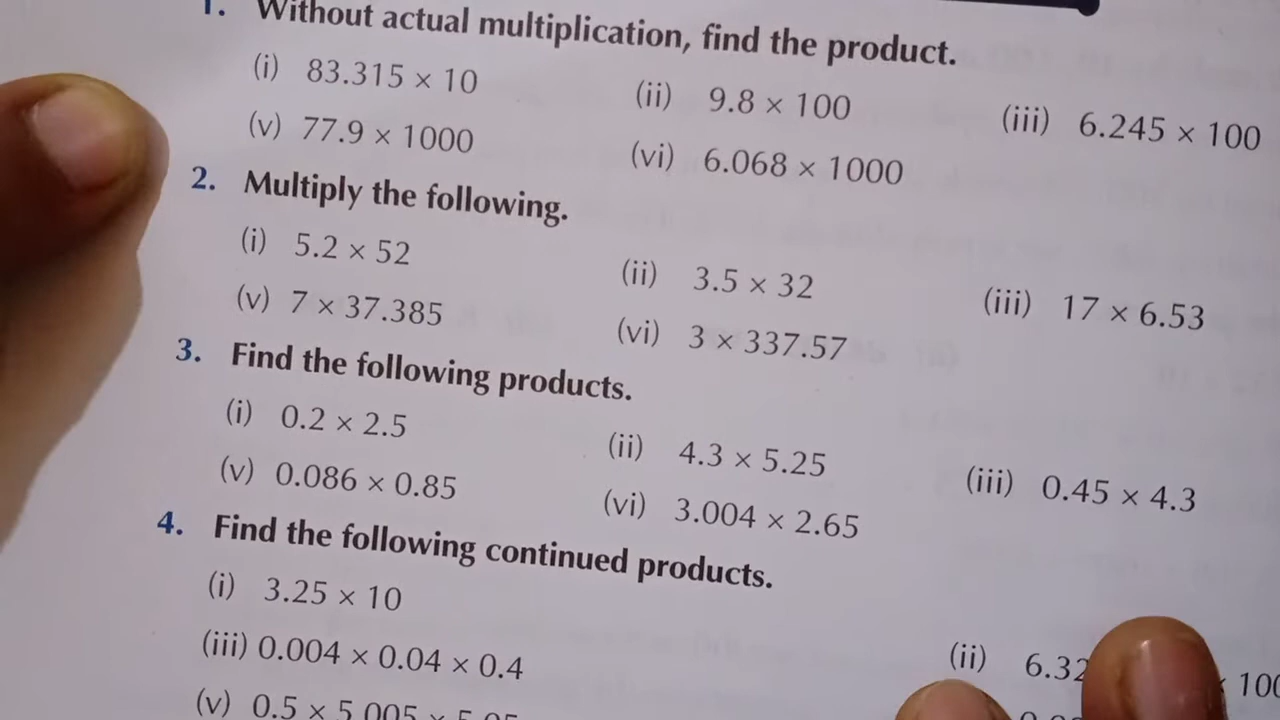 1. Without actual multiplication, find the product.
(i) 83.315 × 10 (ii) 9.8 × 100 (iii) 6.245 × 100
(v) 77.9 × 1000 (vi) 6.068 × 1000
2. Multiply the following.
(i) 5.2 × 52 (ii) 3.5 × 32 (iii) 17 × 6.53
(v) 7 × 37.385 (vi) 3 × 337.57
3. Find the following products.
(i) 0.2 × 2.5 (ii) 4.3 × 5.25 (iii) 0.45 × 4.3
(v) 0.086 × 0.85 (vi) 3.004 × 2.65
4. Find the following continued products.
(i) 3.25 × 10 (ii) 6.32 × 100
(iii) 0.004 × 0.04 × 0.4
(v) 0.5 × 5.005 × 5.05